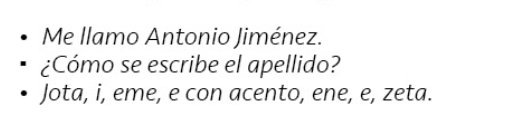 • Me llamo Antonio Jiménez.
▪ ¿Cómo se escribe el apellido?
• Jota, i, eme, e con acento, ene, e, zeta.